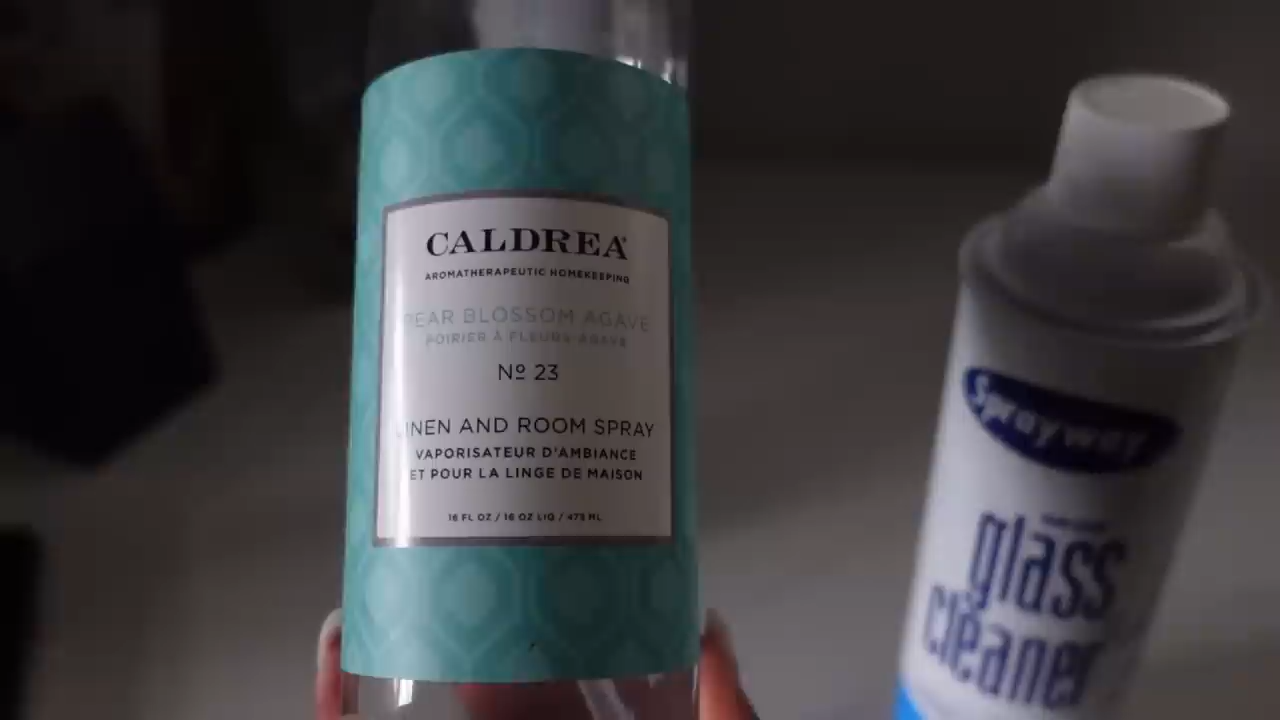 CALDREA
AROMATHERAPEUTIC HOMEKEEPING
PEAR BLOSSOM AGAVE
POIRIER À FLEURS AGAVE
Nº 23
LINEN AND ROOM SPRAY
VAPORISATEUR D'AMBIANCE
ET POUR LA LINGE DE MAISON
16 FL OZ / 16 OZ LIQ / 473 ML
Sprayway
glass
cleaner